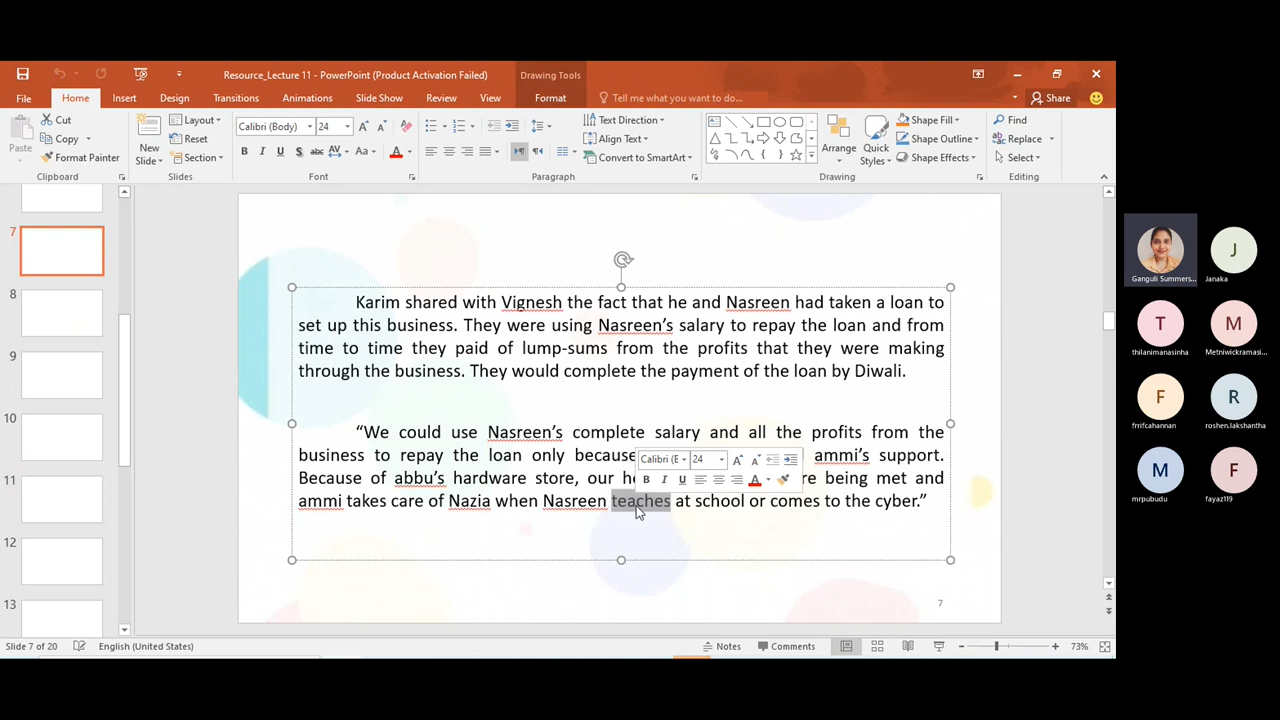 Resource_Lecture 11 - PowerPoint (Product Activation Failed)
Drawing Tools
File Home Insert Design Transitions Animations Slide Show Review View Format Tell me what you want to do... Share
Paste
Cut
Copy
Format Painter
Clipboard
New Slide
Layout
Reset
Section
Slides
Calibri (Body) 24
B I U S abc AV Aa A
Font
Text Direction
Align Text
Convert to SmartArt
Paragraph
Arrange
Quick Styles
Shape Fill
Shape Outline
Shape Effects
Drawing
Find
Replace
Select
Editing
7
8
9
10
11
12
13
Karim shared with Vignesh the fact that he and Nasreen had taken a loan to
set up this business. They were using Nasreen's salary to repay the loan and from
time to time they paid of lump-sums from the profits that they were making
through the business. They would complete the payment of the loan by Diwali.
“We could use Nasreen's complete salary and all the profits from the
business to repay the loan only because ammi's support.
Because of abbu's hardware store, our being met and
ammi takes care of Nazia when Nasreen teaches at school or comes to the cyber.”
Calibri (E 24
B I U A
7
Slide 7 of 20 English (United States) Notes Comments 73%
Ganguli Summers...
J
Janaka
T
thilanimanasinha
M
Metniwickramasi...
F
frrifcahannan
R
roshen.lakshantha
M
mrpubudu
F
fayaz119